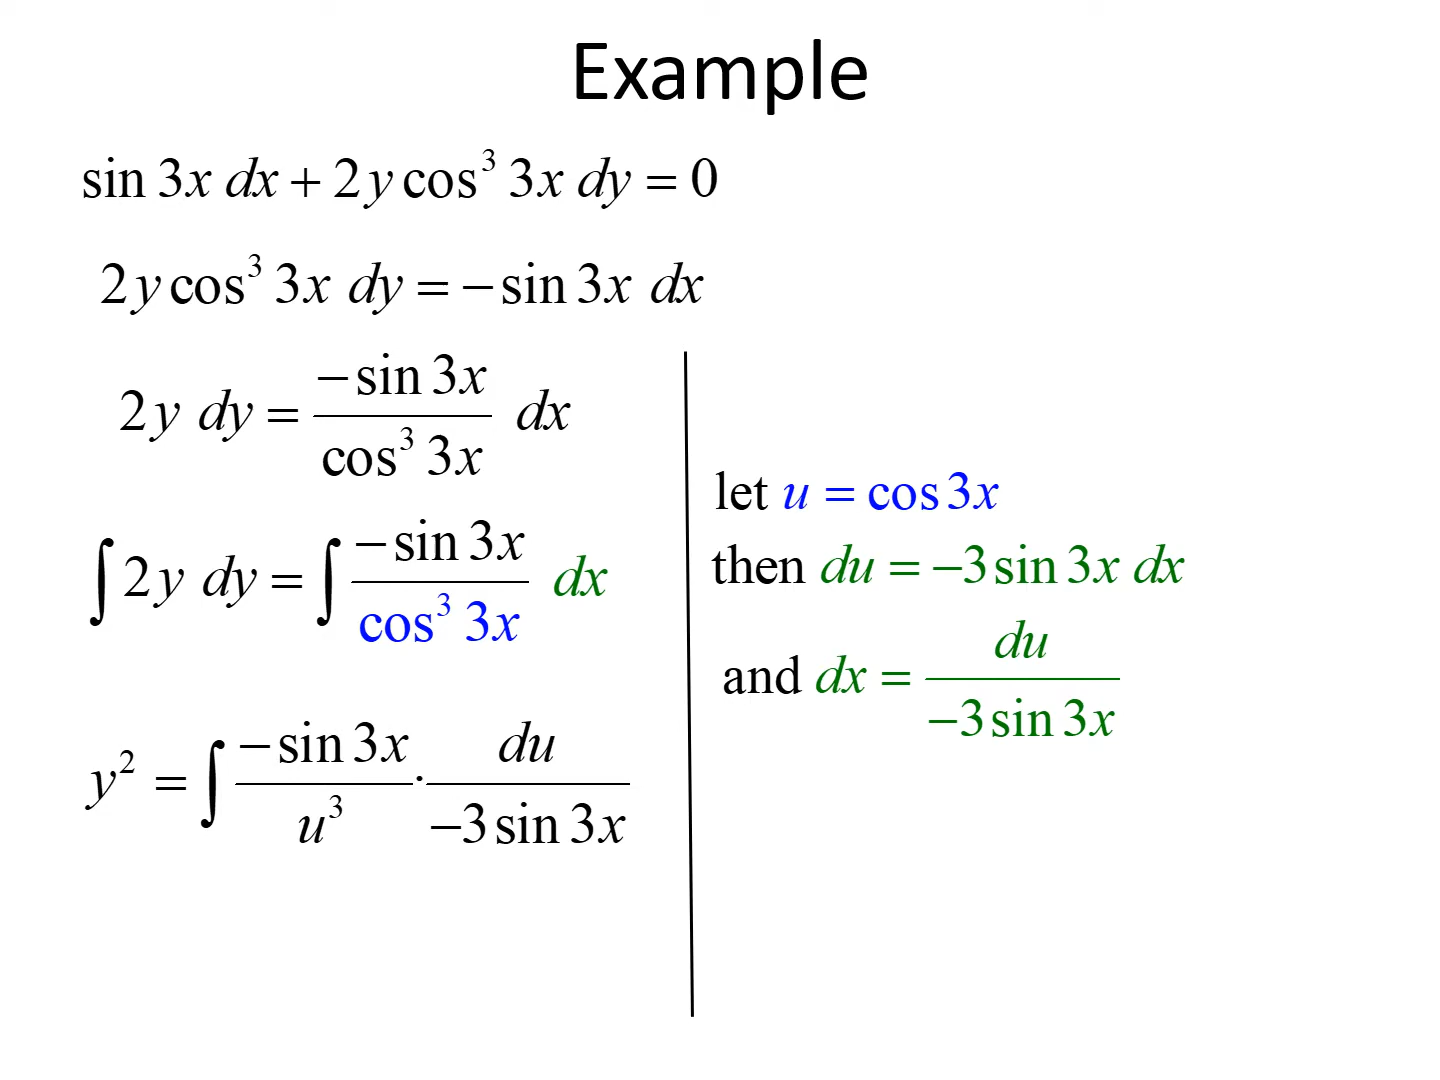 Example
sin 3x dx + 2y cos³ 3x dy = 0
2y cos³ 3x dy = −sin 3x dx
2y dy = (−sin 3x)/(cos³ 3x) dx
∫ 2y dy = ∫ (−sin 3x)/(cos³ 3x) dx
y² = ∫ (−sin 3x)/(u³) · (du)/(−3 sin 3x)
let u = cos 3x
then du = −3 sin 3x dx
and dx = (du)/(−3 sin 3x)